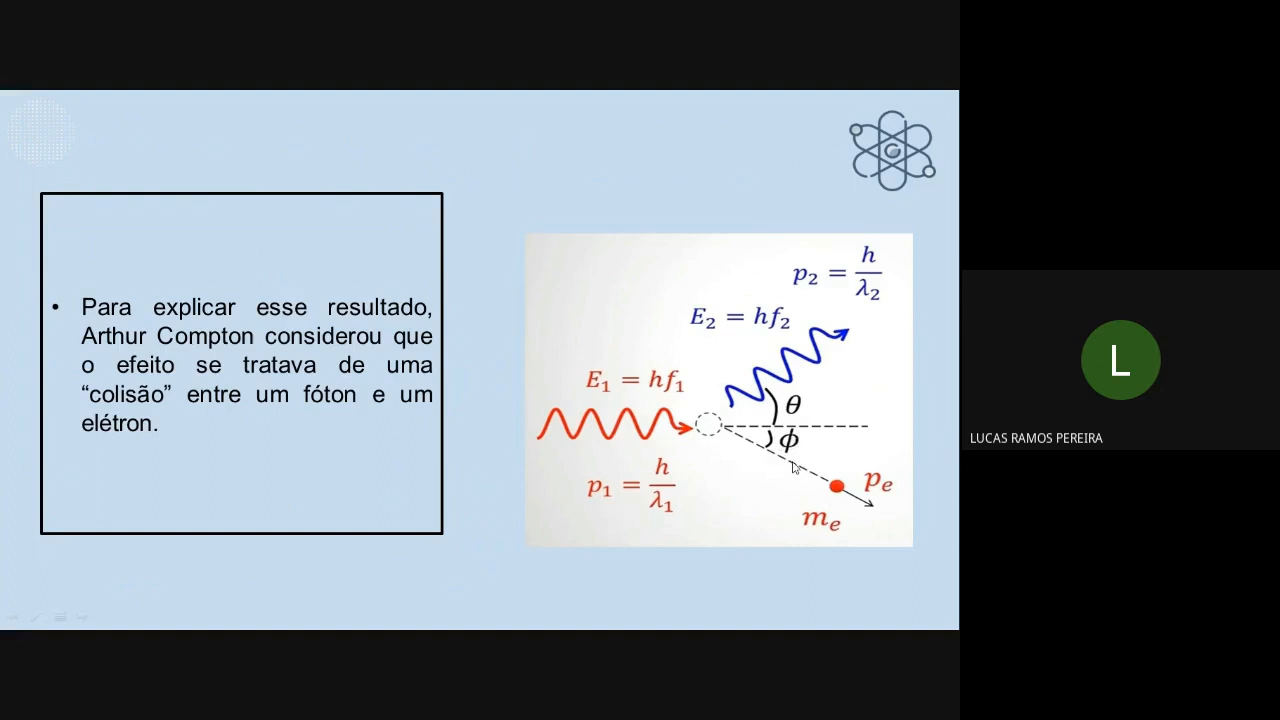 • Para explicar esse resultado,
Arthur Compton considerou que
o efeito se tratava de uma
“colisão” entre um fóton e um
elétron.
p₂ = h/λ₂
E₂ = hf₂
E₁ = hf₁
θ
ϕ
p₁ = h/λ₁
pₑ
mₑ
L
LUCAS RAMOS PEREIRA